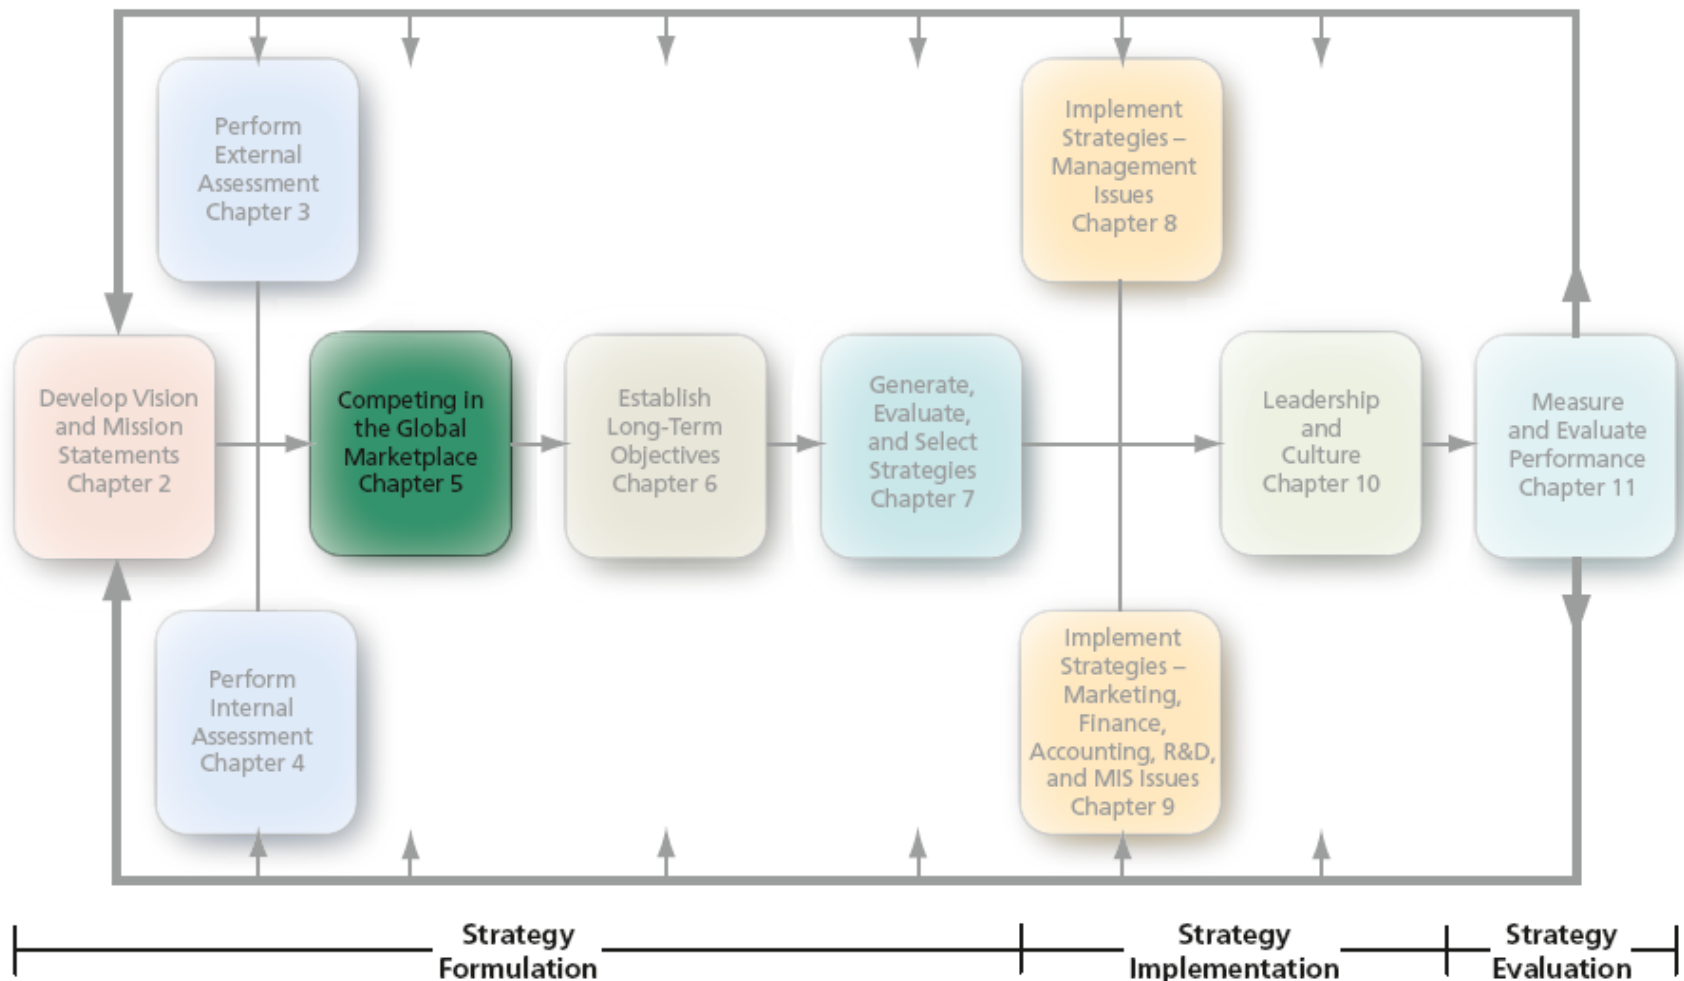 Perform
External
Assessment
Chapter 3
Implement
Strategies –
Management
Issues
Chapter 8
Develop Vision
and Mission
Statements
Chapter 2
Competing in
the Global
Marketplace
Chapter 5
Establish
Long-Term
Objectives
Chapter 6
Generate,
Evaluate,
and Select
Strategies
Chapter 7
Leadership
and
Culture
Chapter 10
Measure
and Evaluate
Performance
Chapter 11
Perform
Internal
Assessment
Chapter 4
Implement
Strategies –
Marketing,
Finance,
Accounting, R&D,
and MIS Issues
Chapter 9
Strategy
Formulation
Strategy
Implementation
Strategy
Evaluation